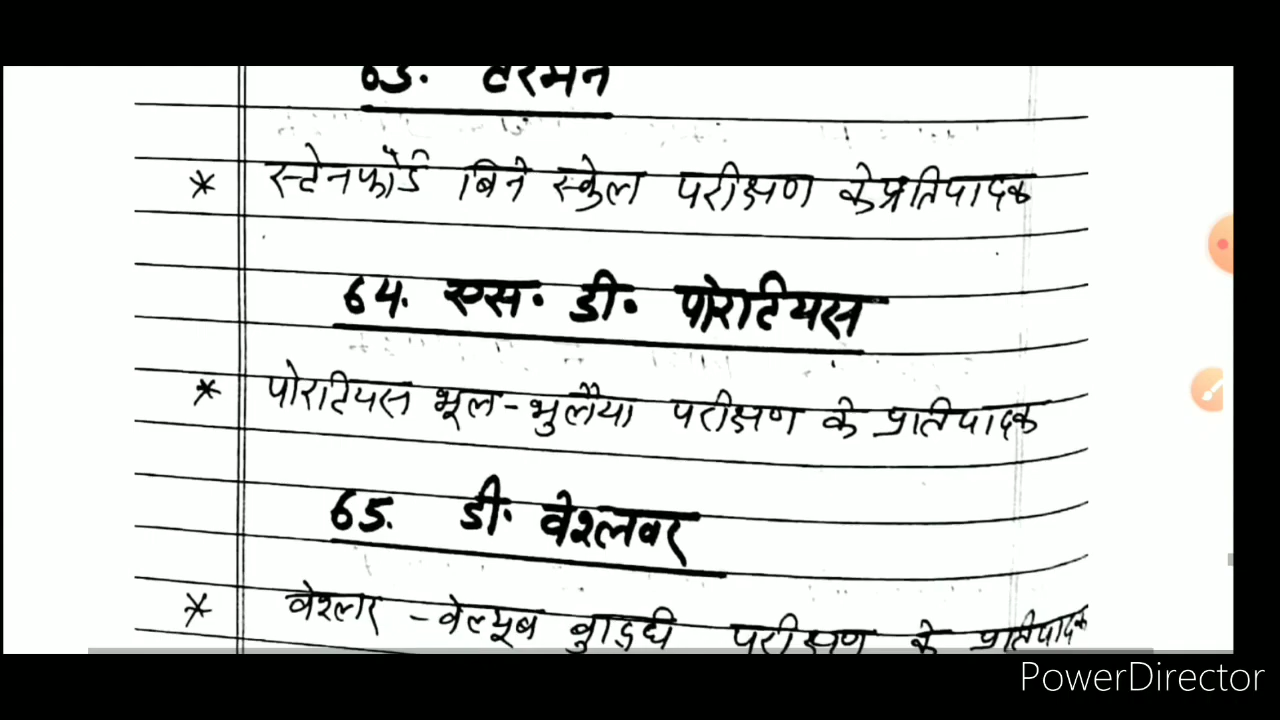 63. टरमन
* स्टेनफोर्ड बिने स्केल परीक्षण के प्रतिपादक
64. एस. डी. पोरटियस
* पोरटियस भूल-भुलैया परीक्षण के प्रतिपादक
65. डी. वेश्लवर
* वेश्लर -वेल्यूब बुद्धि परीक्षण के प्रतिपादक
PowerDirector